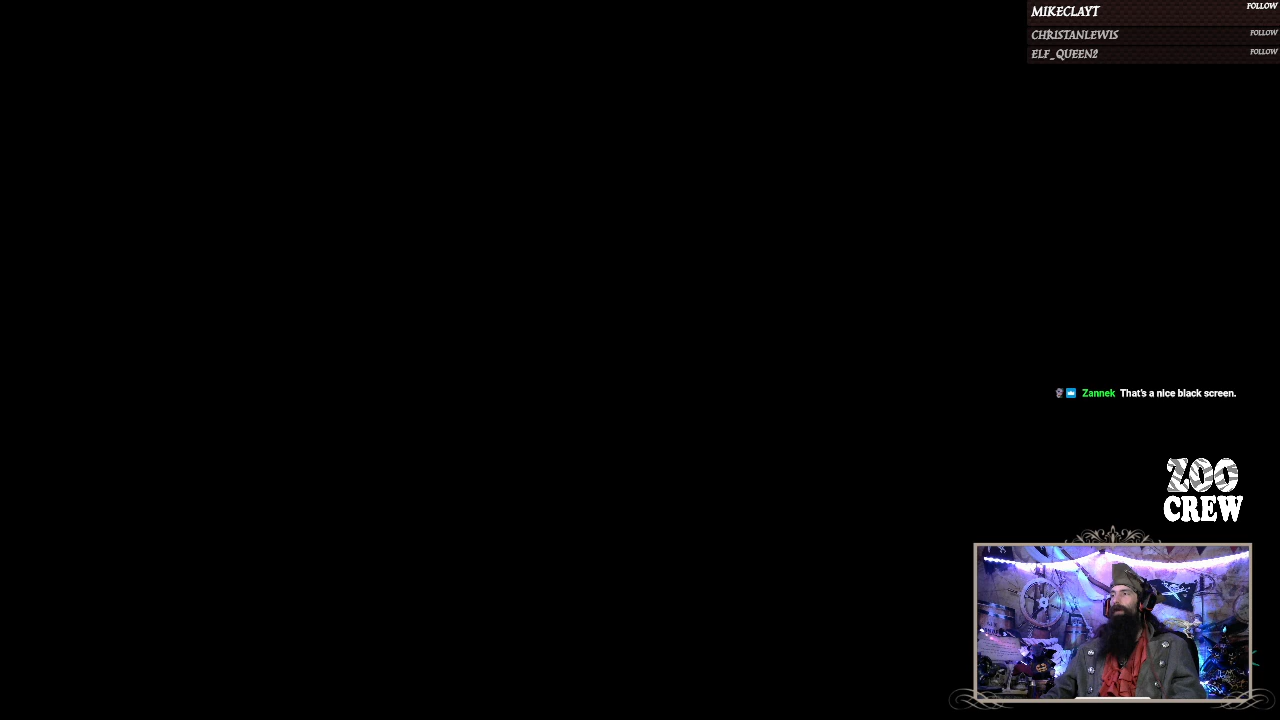 MIKECLAYT FOLLOW
CHRISTANLEWIS FOLLOW
ELF_QUEEN2 FOLLOW
Zannek That's a nice black screen.
ZOO
CREW